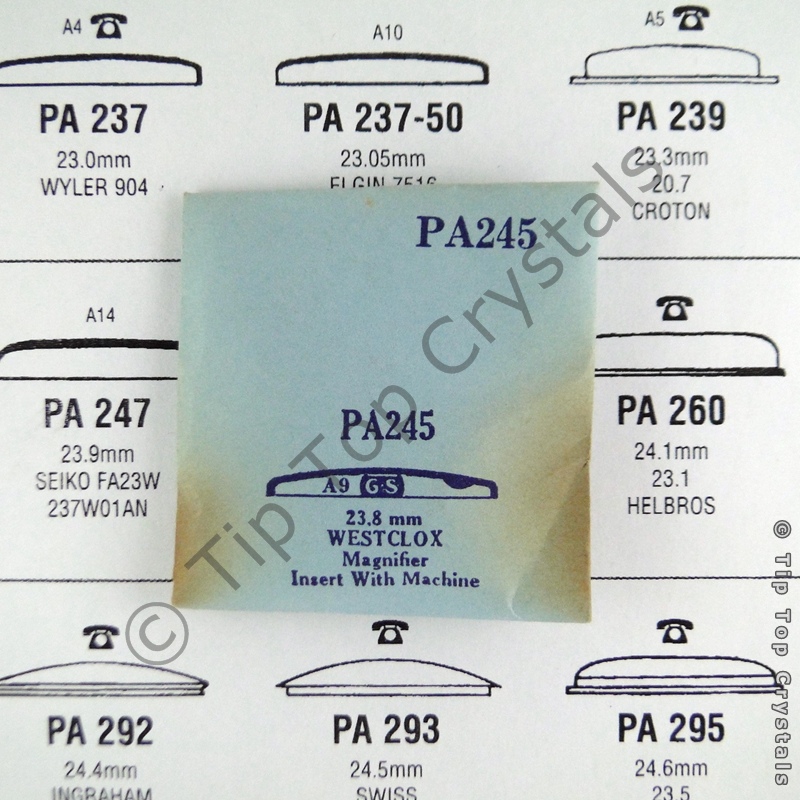 A4
PA 237
23.0mm
WYLER 904
A10
PA 237-50
23.05mm
ELGIN 7516
A5
PA 239
23.3mm
20.7
CROTON
A14
PA 247
23.9mm
SEIKO FA23W
237W01AN
PA245
PA245
A9 G-S
23.8 mm
WESTCLOX
Magnifier
Insert With Machine
PA 260
24.1mm
23.1
HELBROS
PA 292
24.4mm
INGRAHAM
PA 293
24.5mm
SWISS
PA 295
24.6mm
23.5
© Tip Top Crystals
© Tip Top Crystals